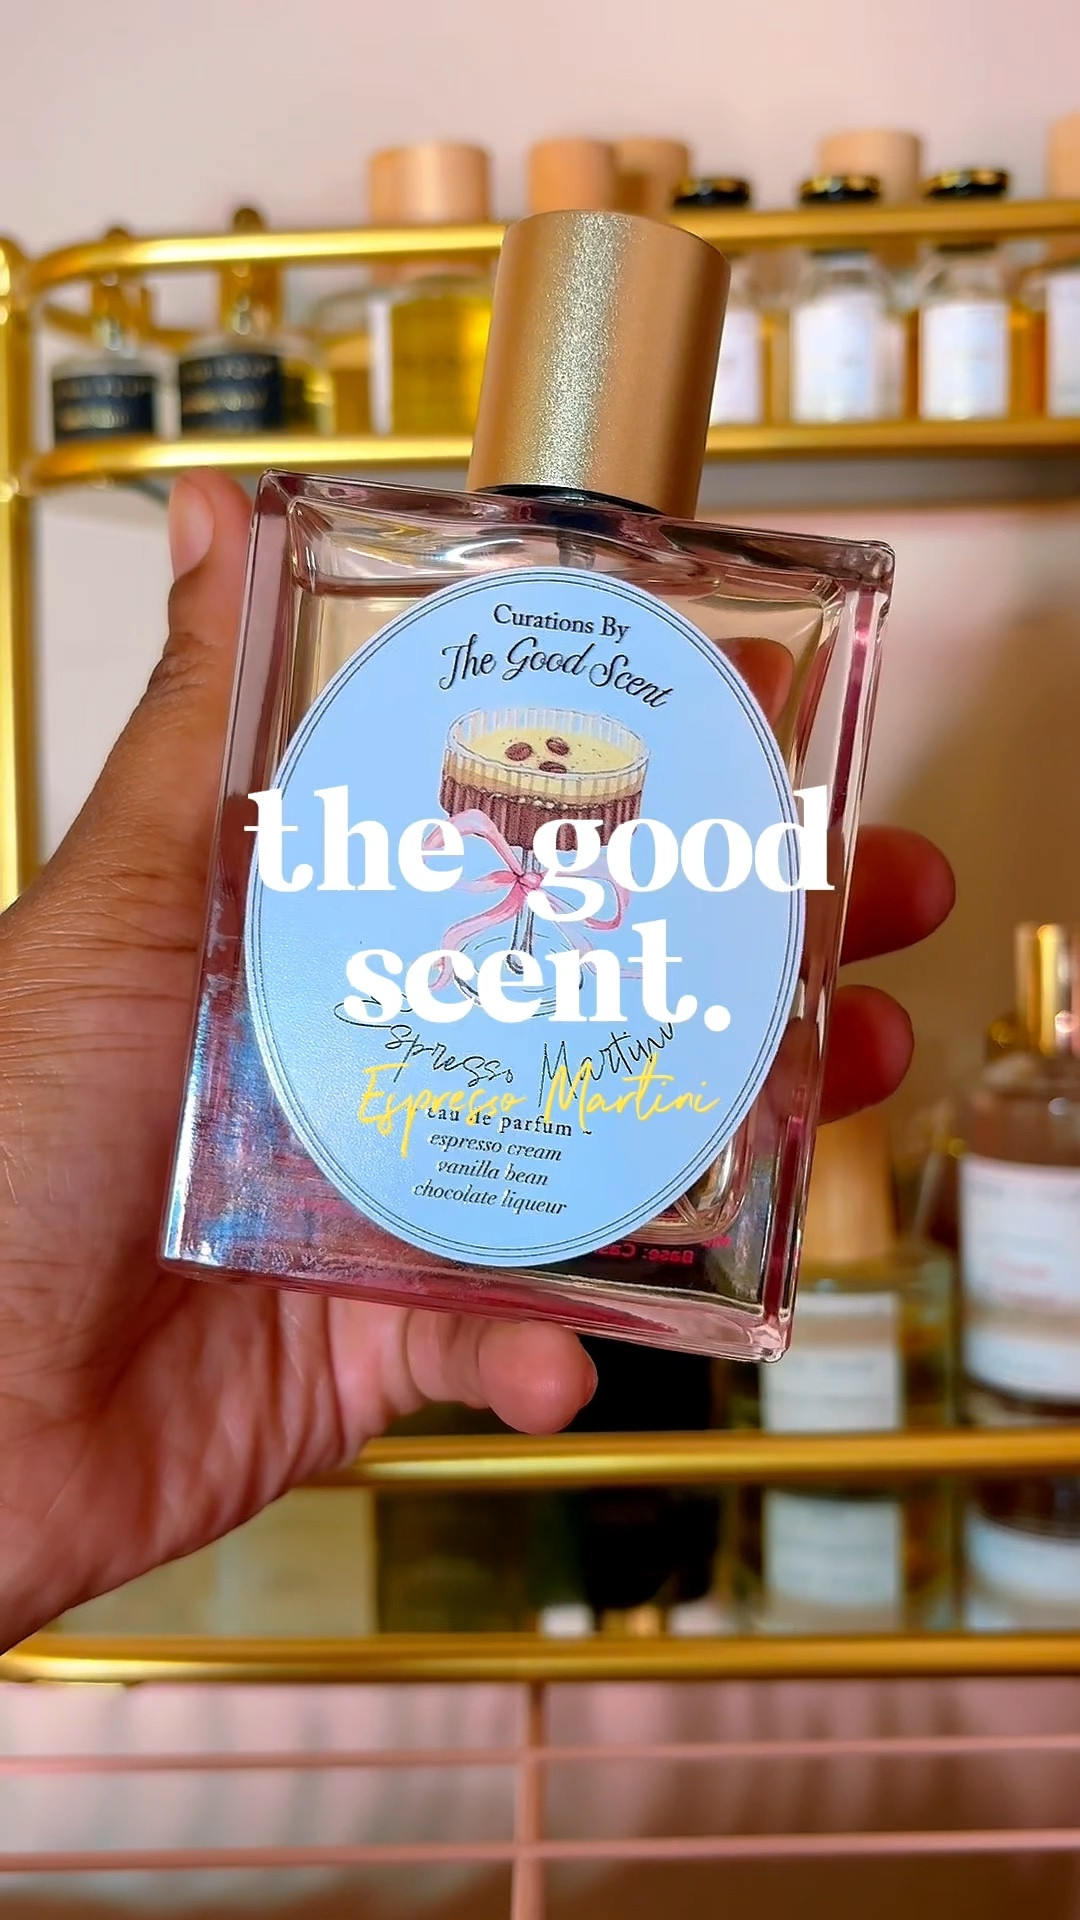 Curations By
The Good Scent
the good
scent.
Espresso Martini
Espresso Martini
eau de parfum ~
espresso cream
vanilla bean
chocolate liqueur
Base: